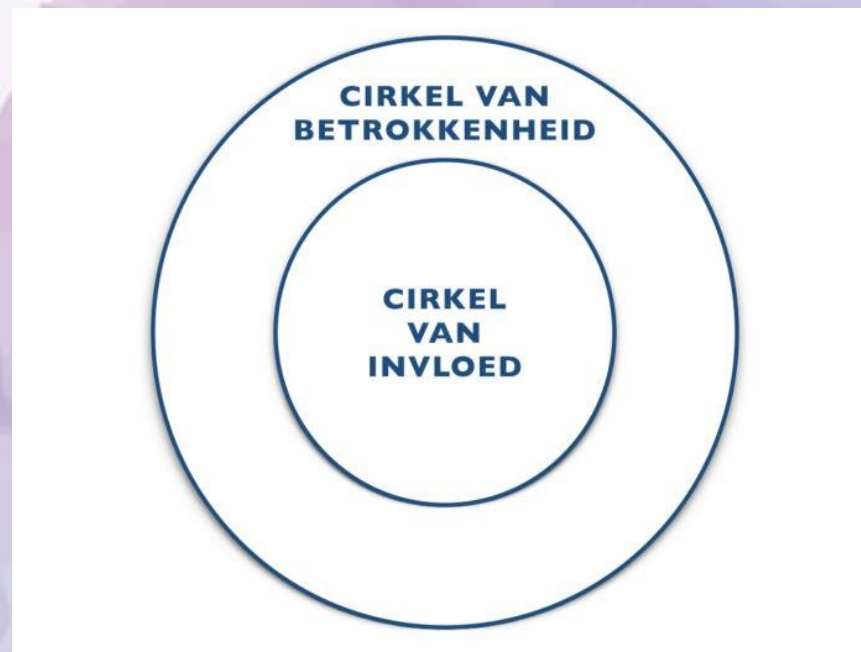 CIRKEL VAN
BETROKKENHEID
CIRKEL
VAN
INVLOED